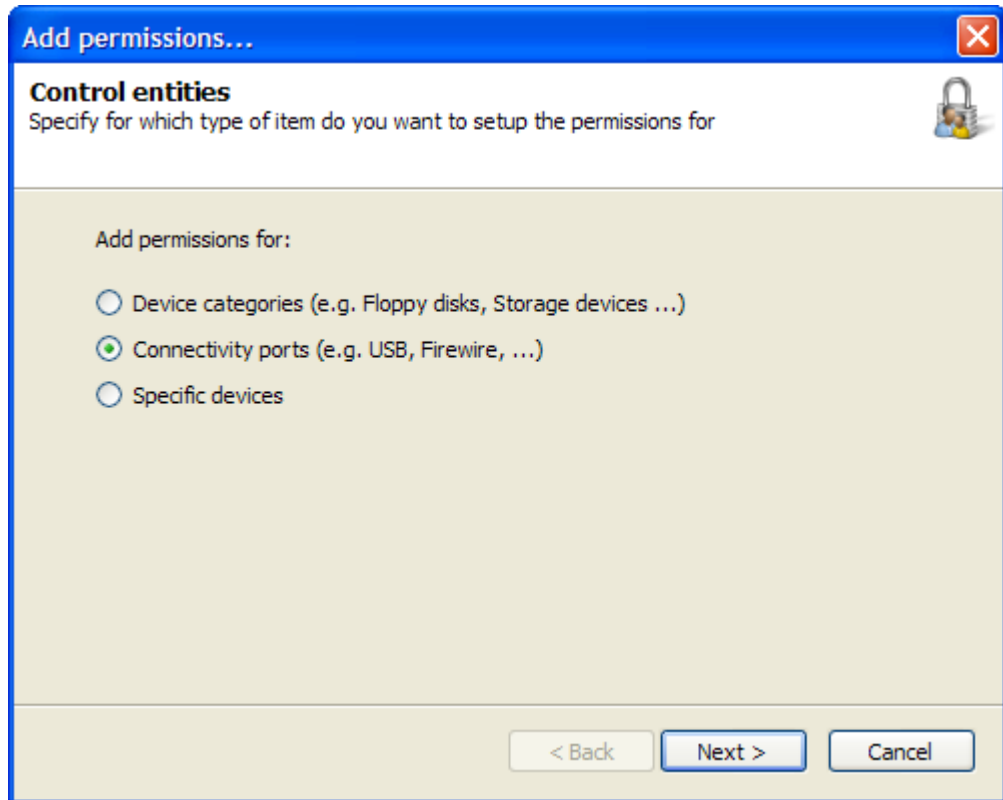 Add permissions...
Control entities
Specify for which type of item do you want to setup the permissions for
Add permissions for:
Device categories (e.g. Floppy disks, Storage devices ...)
Connectivity ports (e.g. USB, Firewire, ...)
Specific devices
< Back Next > Cancel